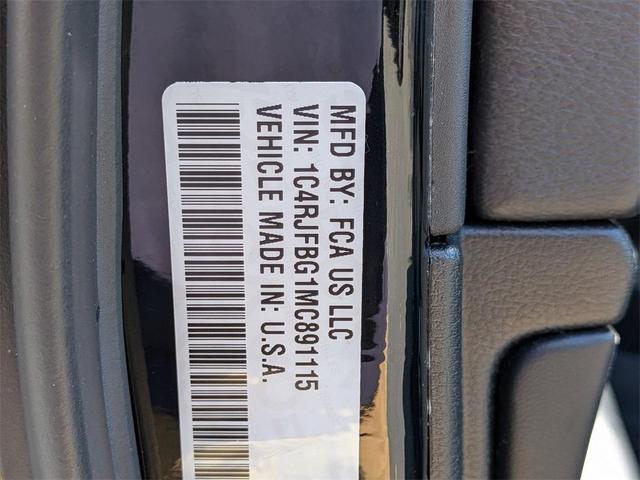 MFD BY: FCA US LLC
VIN: 1C4RJFBG1MC891115
VEHICLE MADE IN: U.S.A.